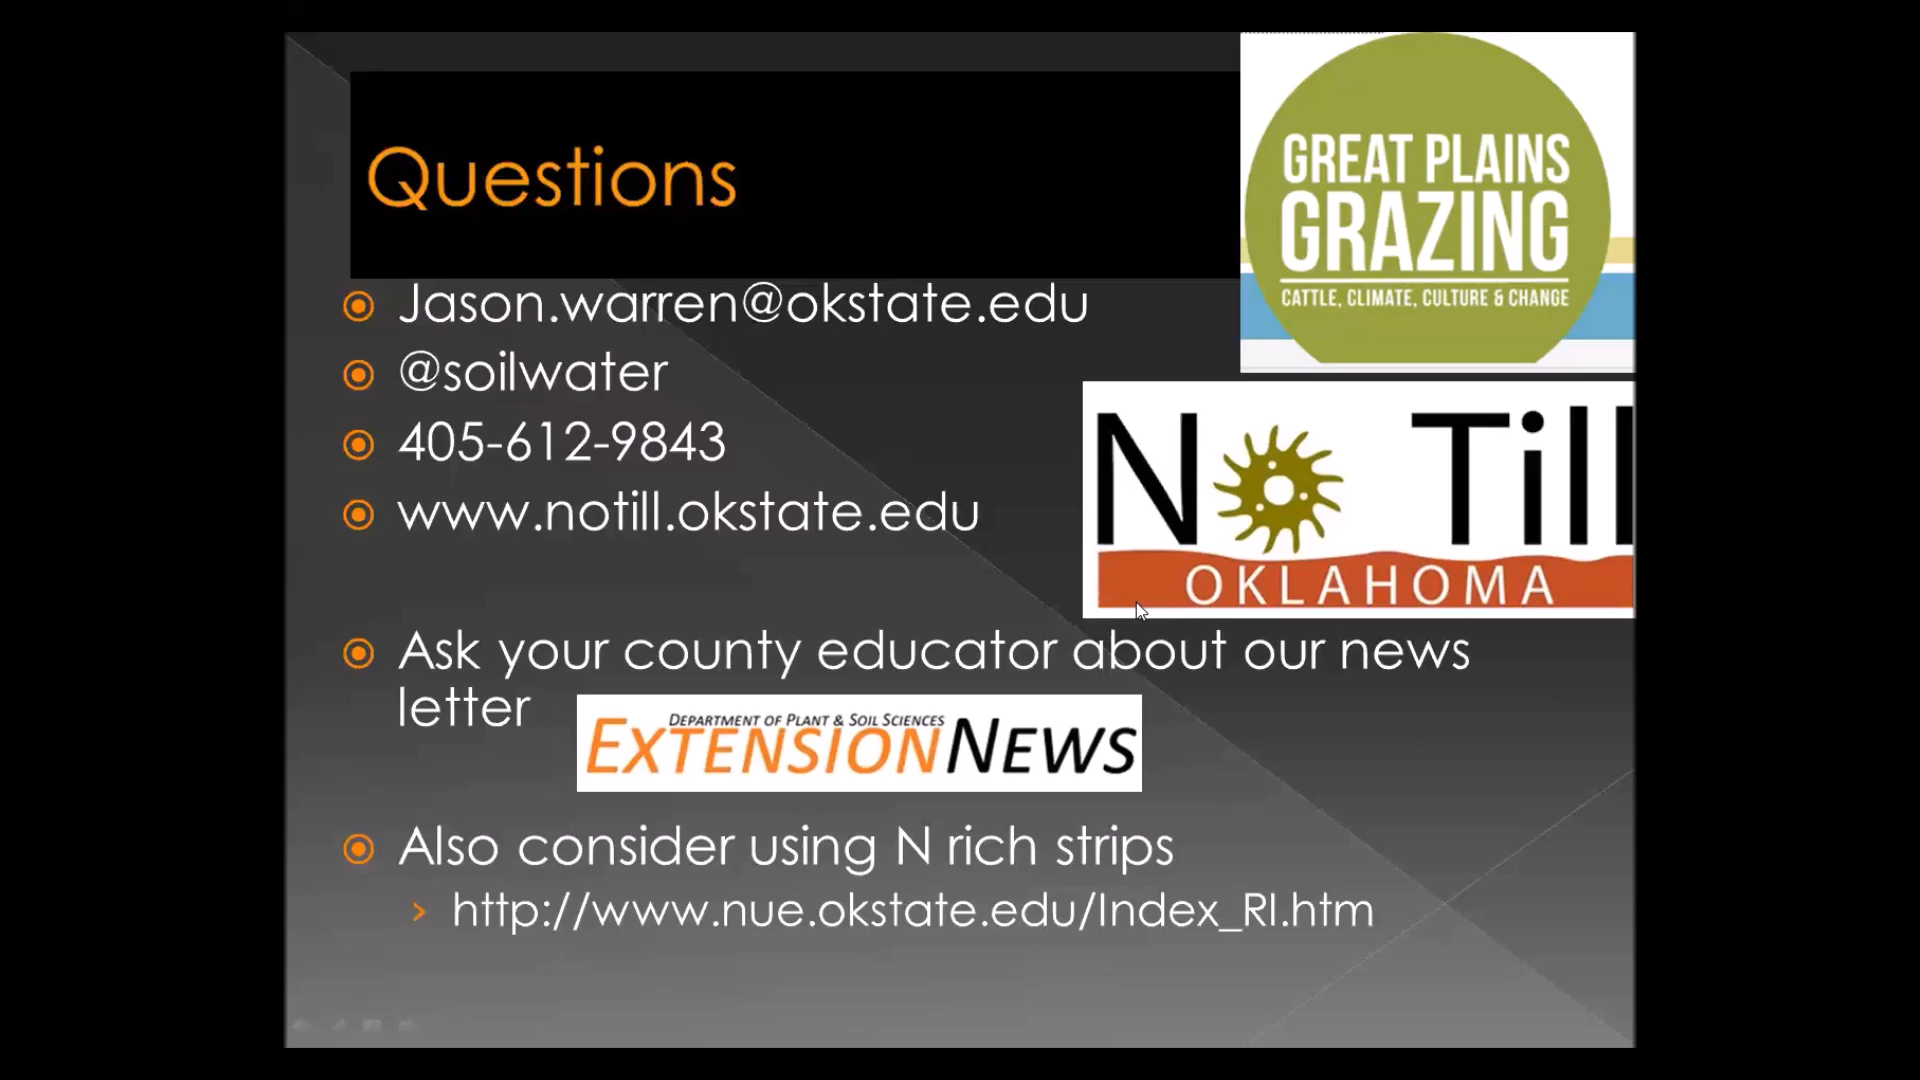 Questions
GREAT PLAINS
GRAZING
CATTLE, CLIMATE, CULTURE & CHANGE
Jason.warren@okstate.edu
@soilwater
405-612-9843
www.notill.okstate.edu
No Till
OKLAHOMA
Ask your county educator about our news
letter
DEPARTMENT OF PLANT & SOIL SCIENCES
EXTENSION NEWS
Also consider using N rich strips
http://www.nue.okstate.edu/Index_RI.htm